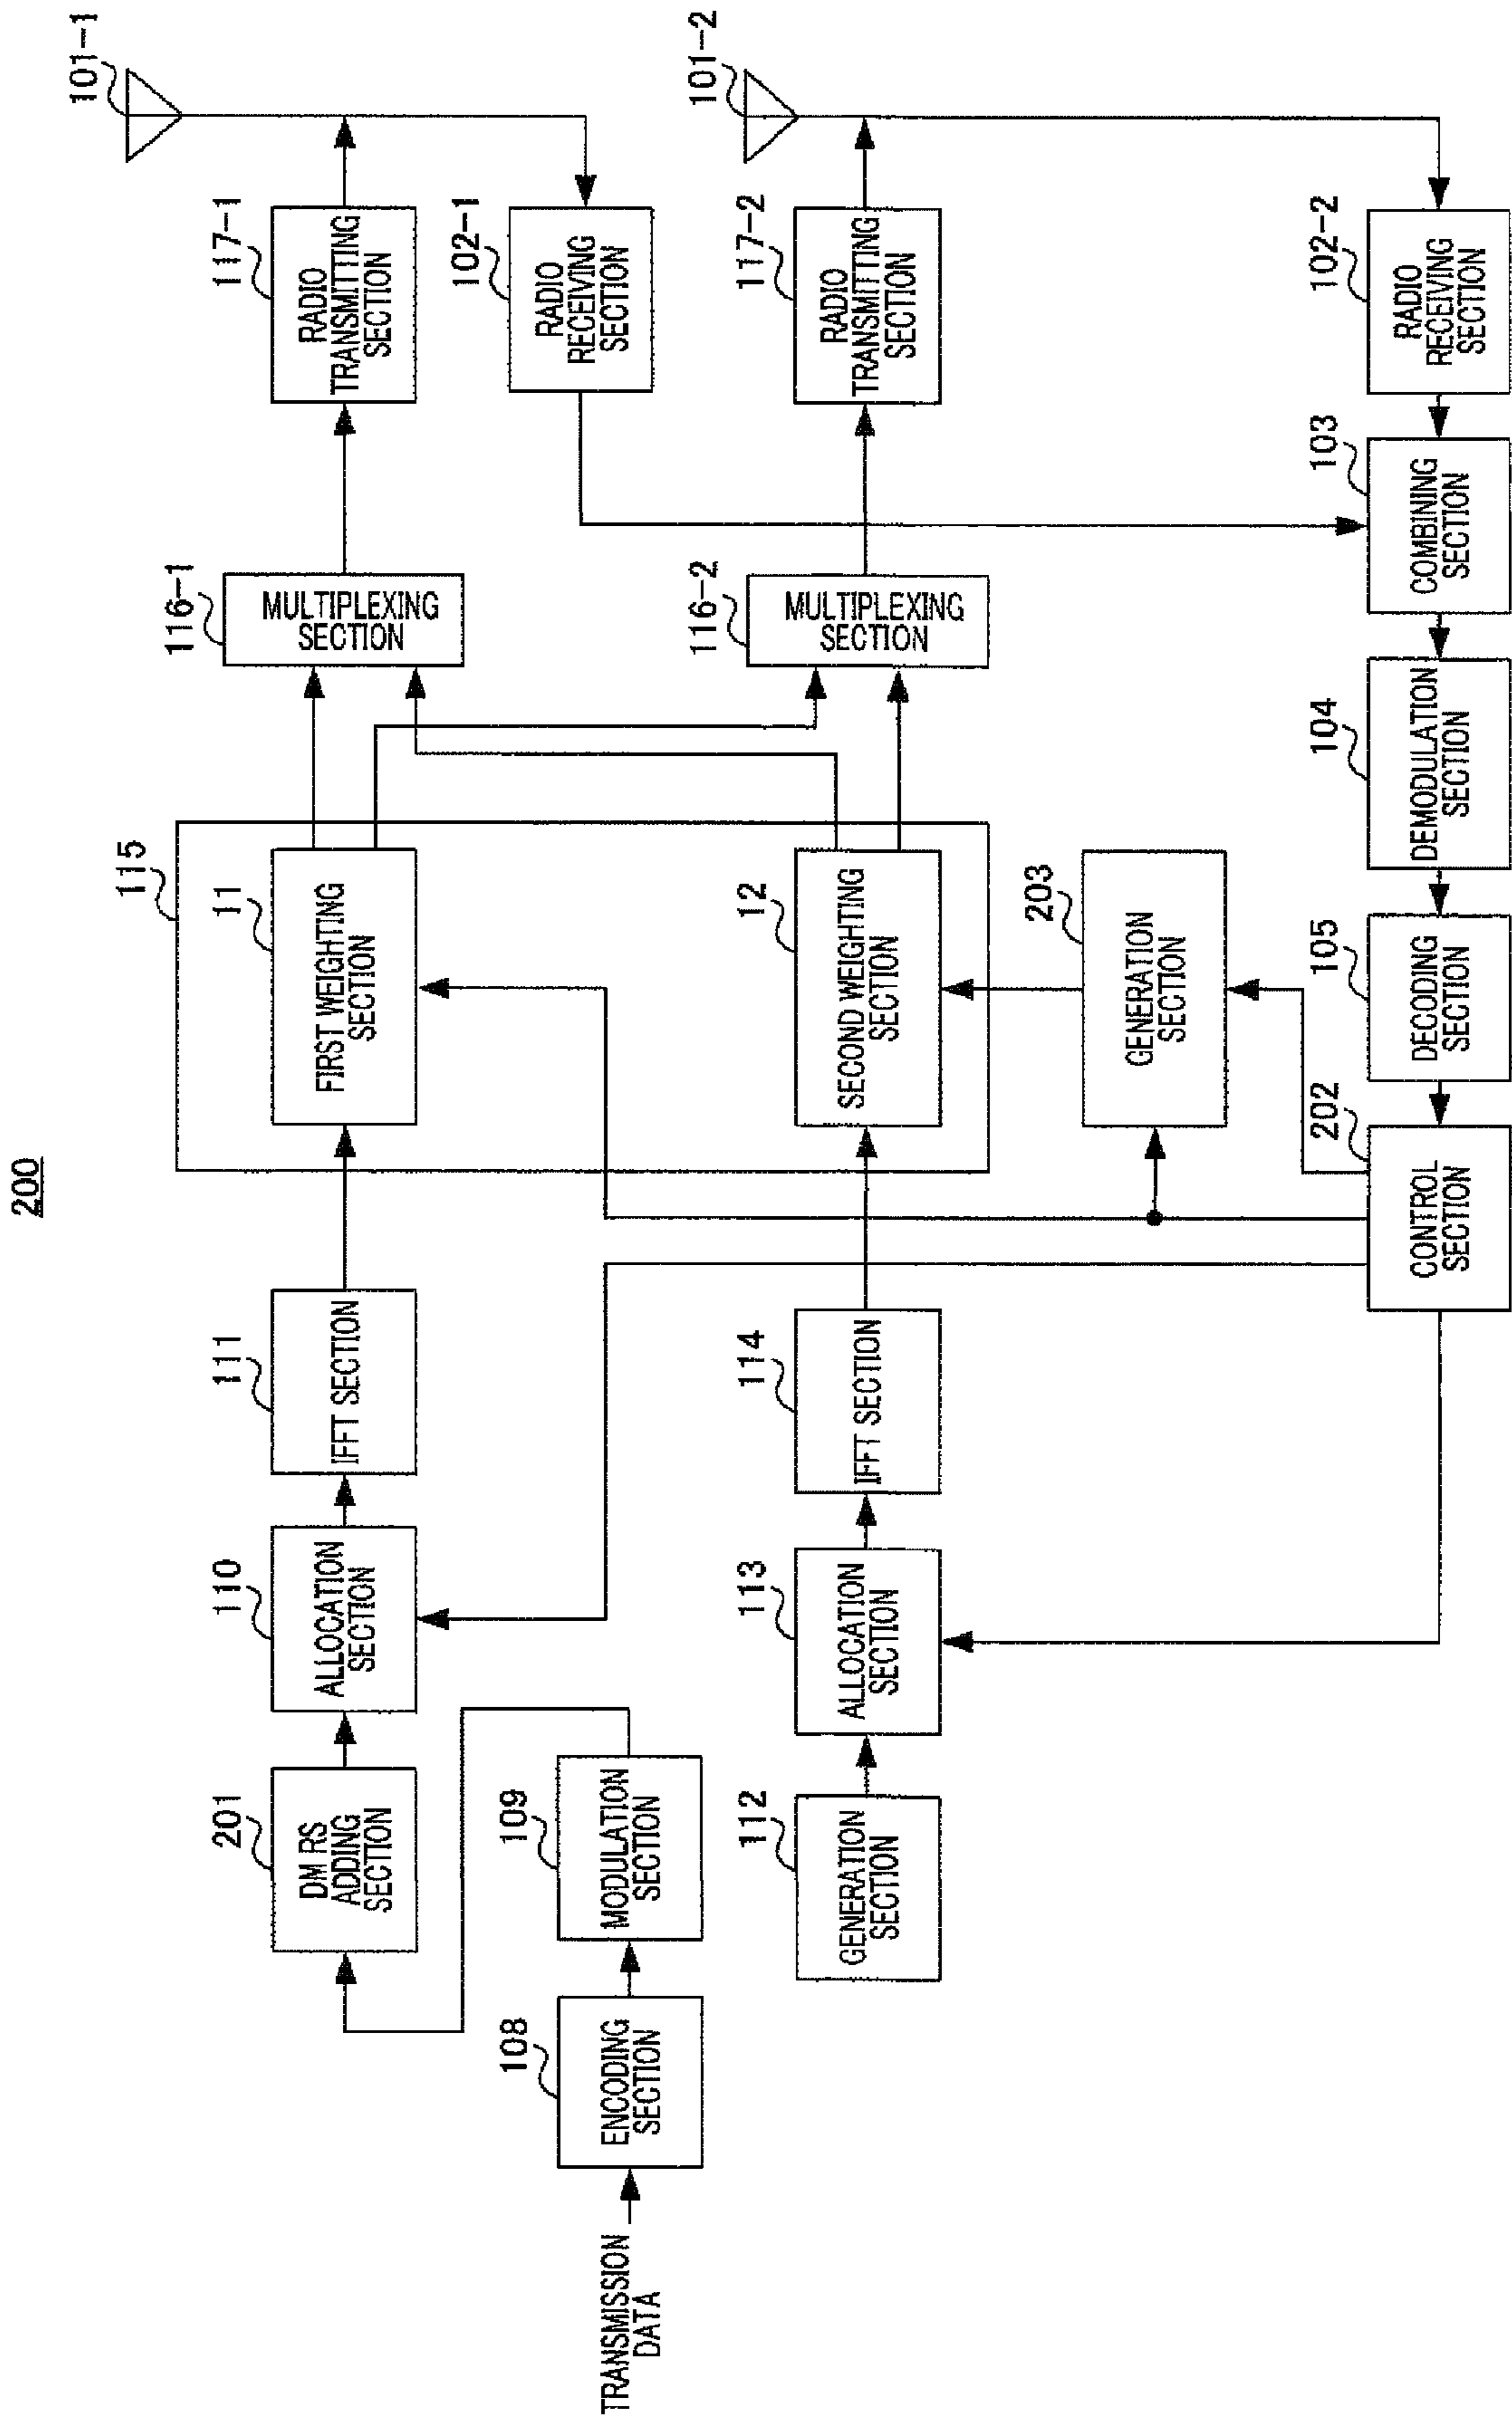 200
101-1
117-1
RADIO
TRANSMITTING
SECTION
102-1
RADIO
RECEIVING
SECTION
116-1
MULTIPLEXING
SECTION
115
11
FIRST WEIGHTING
SECTION
111
IFFT SECTION
110
ALLOCATION
SECTION
201
DM RS
ADDING
SECTION
109
MODULATION
SECTION
108
ENCODING
SECTION
TRANSMISSION
DATA
101-2
117-2
RADIO
TRANSMITTING
SECTION
116-2
MULTIPLEXING
SECTION
12
SECOND WEIGHTING
SECTION
114
IFFT SECTION
113
ALLOCATION
SECTION
112
GENERATION
SECTION
203
GENERATION
SECTION
102-2
RADIO
RECEIVING
SECTION
103
COMBINING
SECTION
104
DEMODULATION
SECTION
105
DECODING
SECTION
202
CONTROL
SECTION